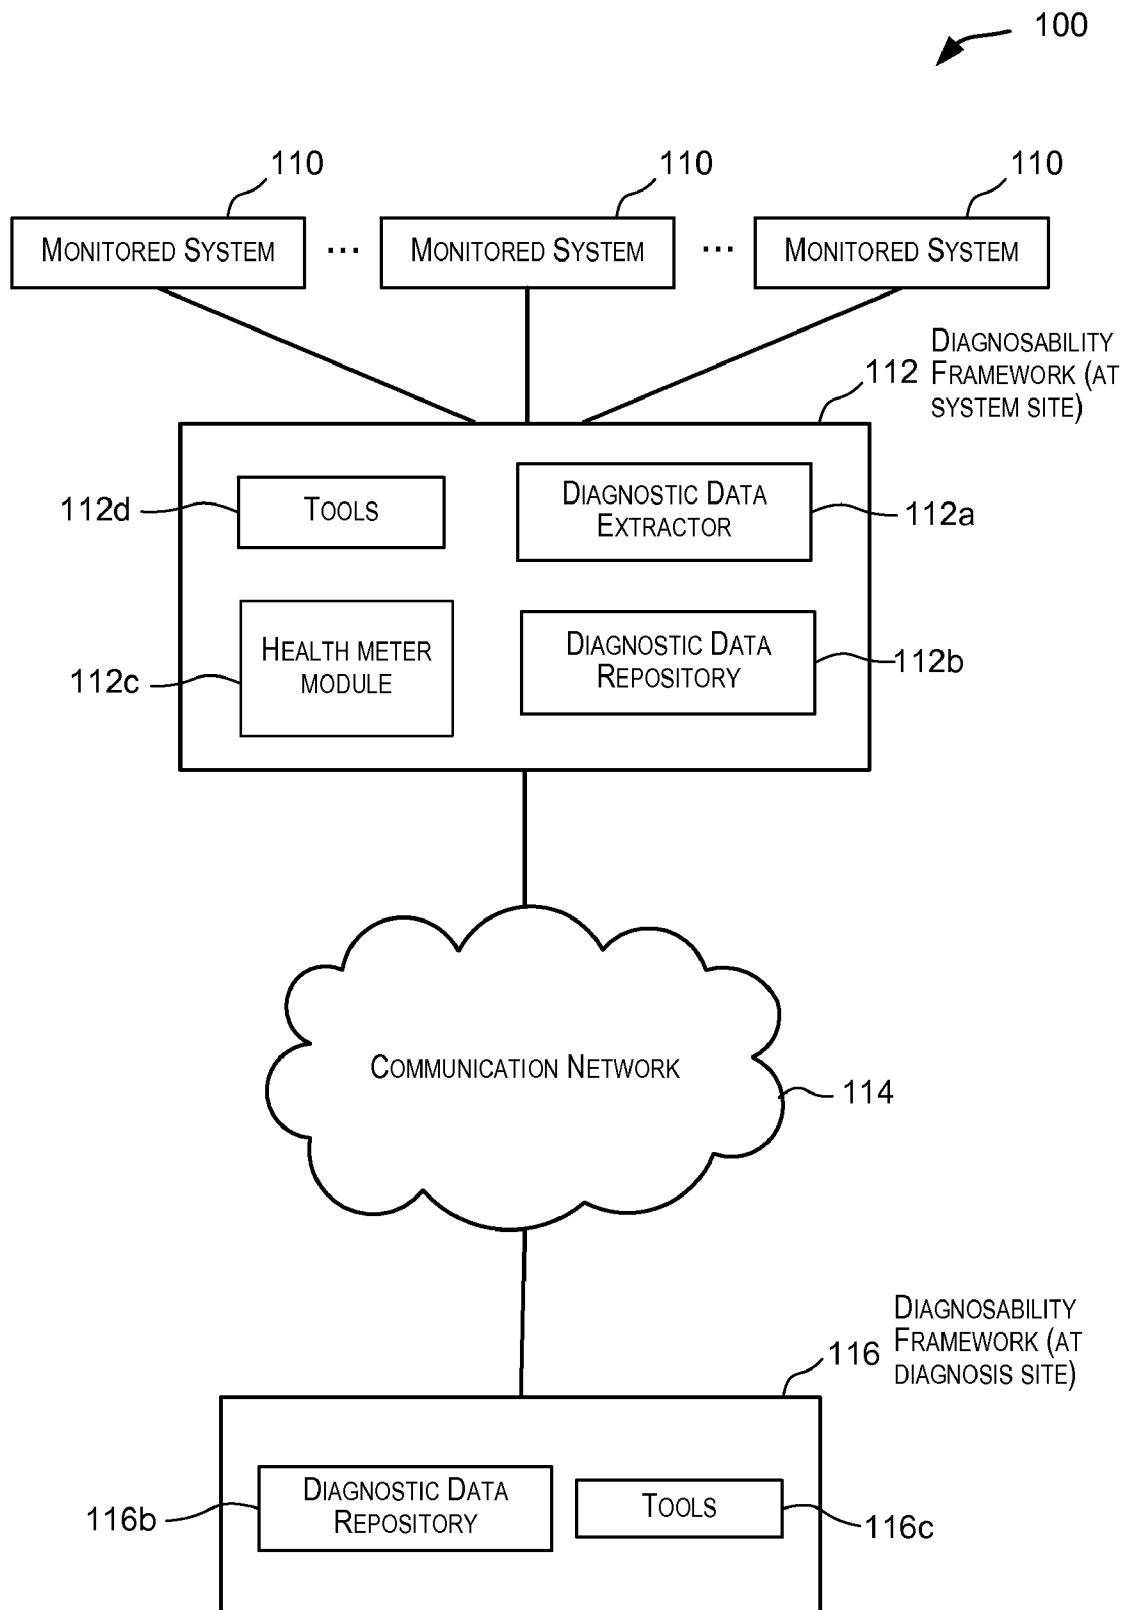 100
110
110
110
MONITORED SYSTEM
...
MONITORED SYSTEM
...
MONITORED SYSTEM
112
DIAGNOSABILITY
FRAMEWORK (AT
SYSTEM SITE)
112d
TOOLS
DIAGNOSTIC DATA
EXTRACTOR
112a
112c
HEALTH METER
MODULE
DIAGNOSTIC DATA
REPOSITORY
112b
COMMUNICATION NETWORK
114
116
DIAGNOSABILITY
FRAMEWORK (AT
DIAGNOSIS SITE)
116b
DIAGNOSTIC DATA
REPOSITORY
TOOLS
116c